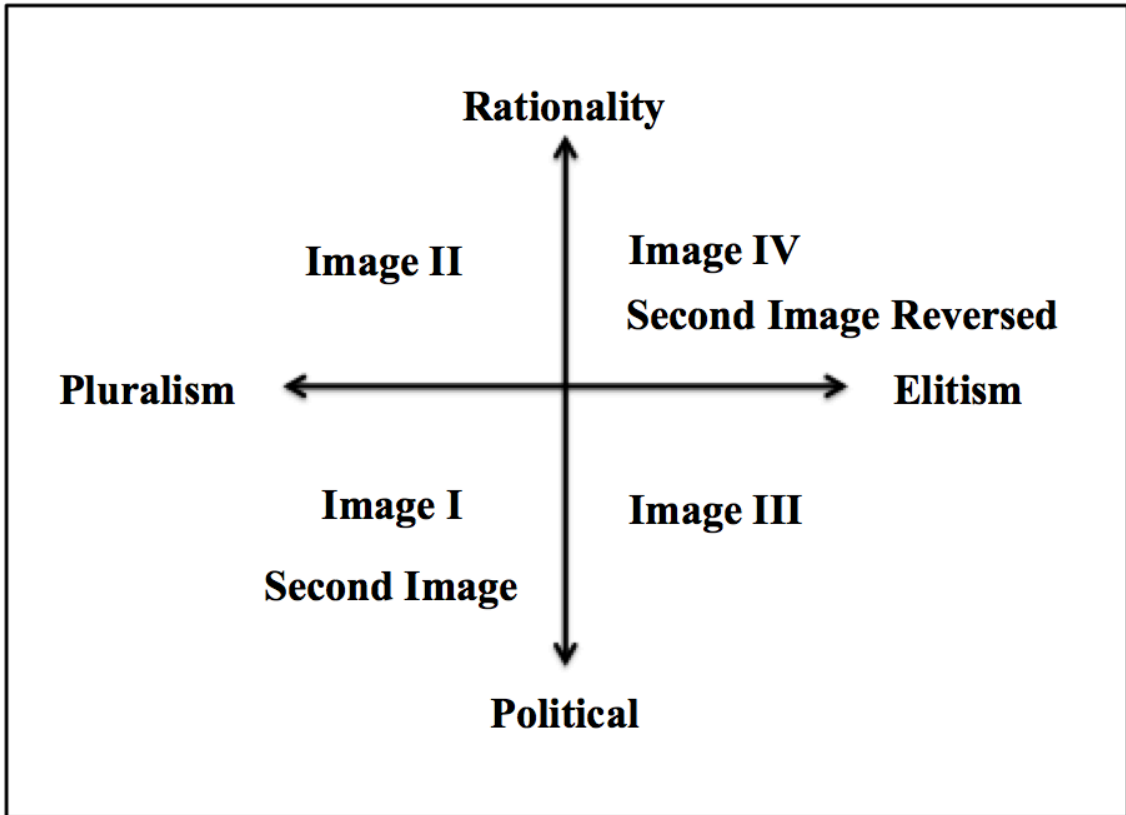 Rationality
Image II
Image IV
Second Image Reversed
Pluralism
Elitism
Image I
Image III
Second Image
Political